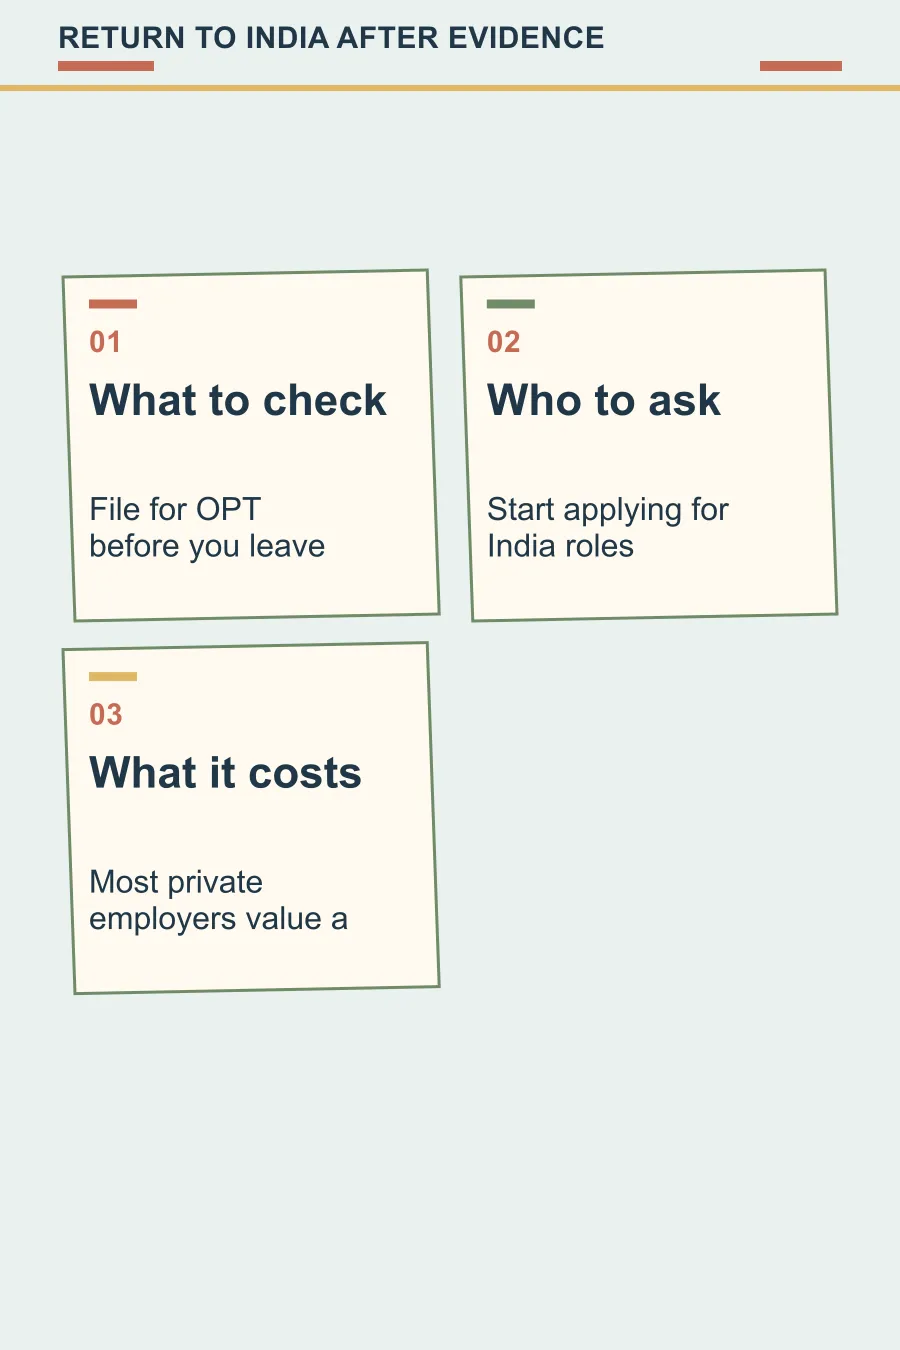 RETURN TO INDIA AFTER EVIDENCE
01
What to check
File for OPT
before you leave
02
Who to ask
Start applying for
India roles
03
What it costs
Most private
employers value a